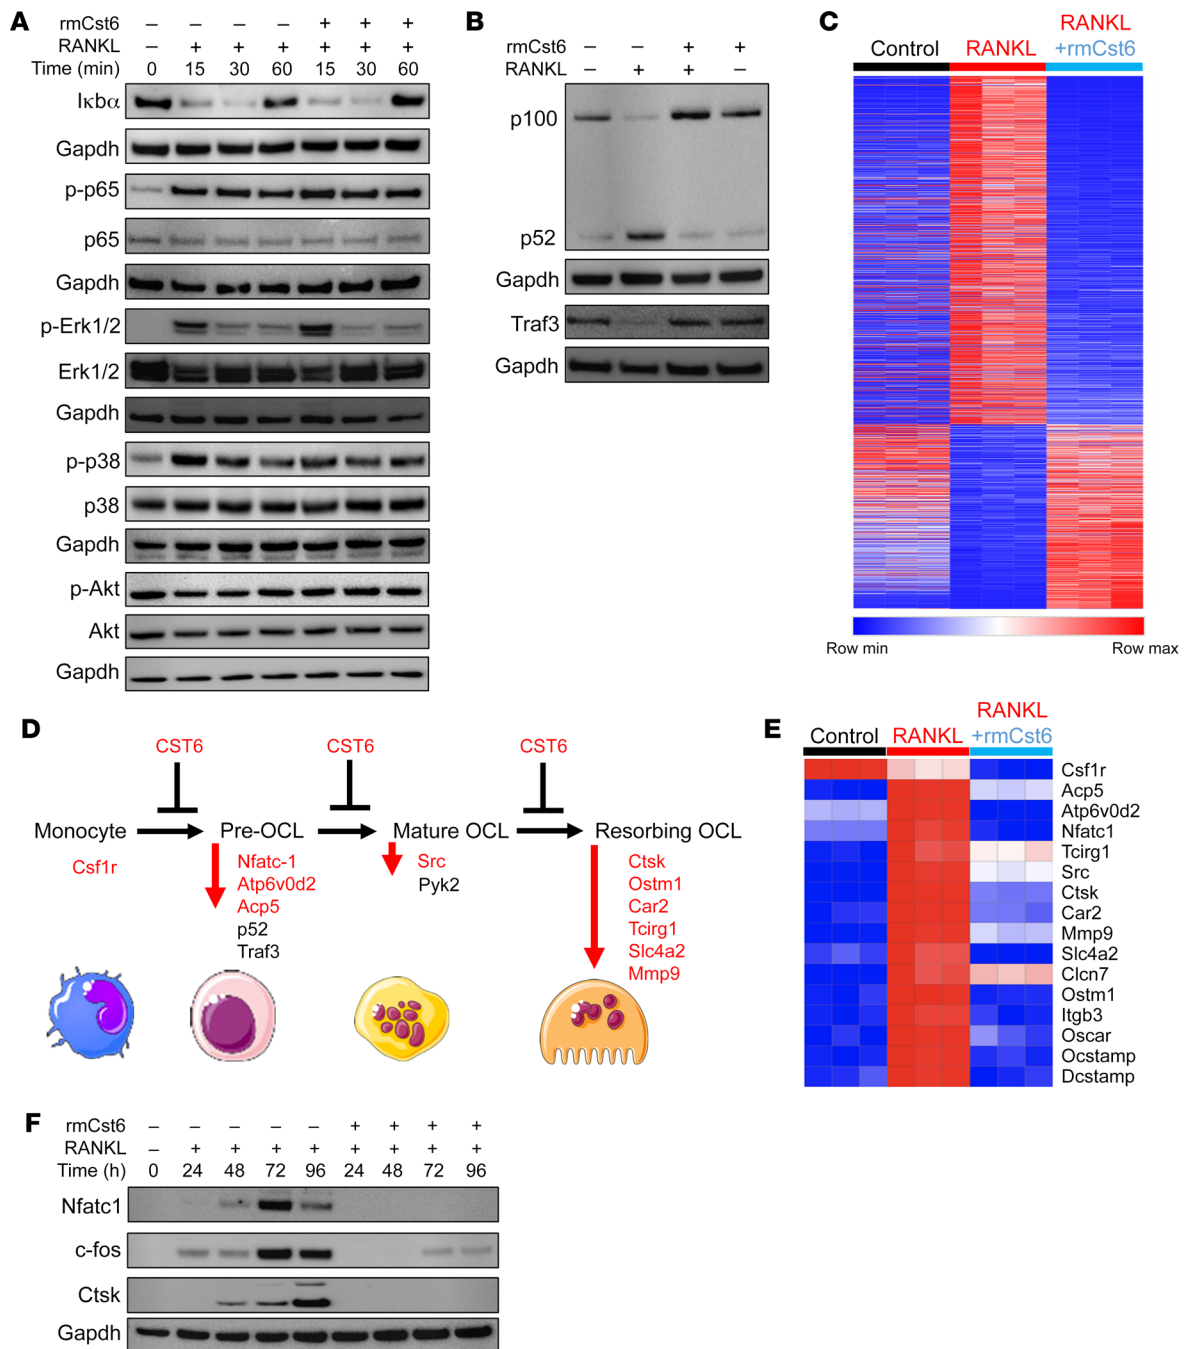 A
rmCst6 – – – – + + +
RANKL – + + + + + +
Time (min) 0 15 30 60 15 30 60
Iκbα
Gapdh
p-p65
p65
Gapdh
p-Erk1/2
Erk1/2
Gapdh
p-p38
p38
Gapdh
p-Akt
Akt
Gapdh
B
rmCst6 – – + +
RANKL – + + –
p100
p52
Gapdh
Traf3
Gapdh
C
Control
RANKL
RANKL
+rmCst6
Row min
Row max
D
CST6 CST6 CST6
Monocyte Pre-OCL Mature OCL Resorbing OCL
Csf1r
Nfatc-1
Atp6v0d2
Acp5
p52
Traf3
Src
Pyk2
Ctsk
Ostm1
Car2
Tcirg1
Slc4a2
Mmp9
E
Control
RANKL
RANKL
+rmCst6
Csf1r
Acp5
Atp6v0d2
Nfatc1
Tcirg1
Src
Ctsk
Car2
Mmp9
Slc4a2
Clcn7
Ostm1
Itgb3
Oscar
Ocstamp
Dcstamp
F
rmCst6 – – – – – + + + +
RANKL – + + + + + + + +
Time (h) 0 24 48 72 96 24 48 72 96
Nfatc1
c-fos
Ctsk
Gapdh